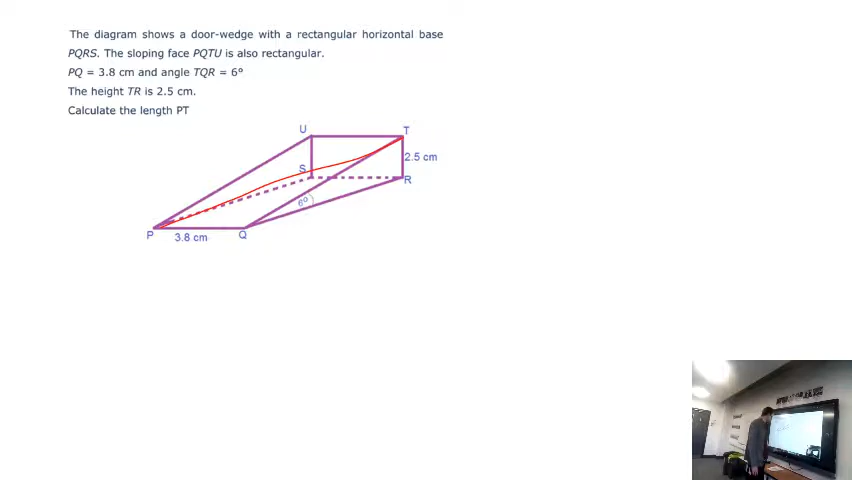 The diagram shows a door-wedge with a rectangular horizontal base
PQRS. The sloping face PQTU is also rectangular.
PQ = 3.8 cm and angle TQR = 6°
The height TR is 2.5 cm.
Calculate the length PT
U
T
2.5 cm
S
R
6°
P
3.8 cm
Q